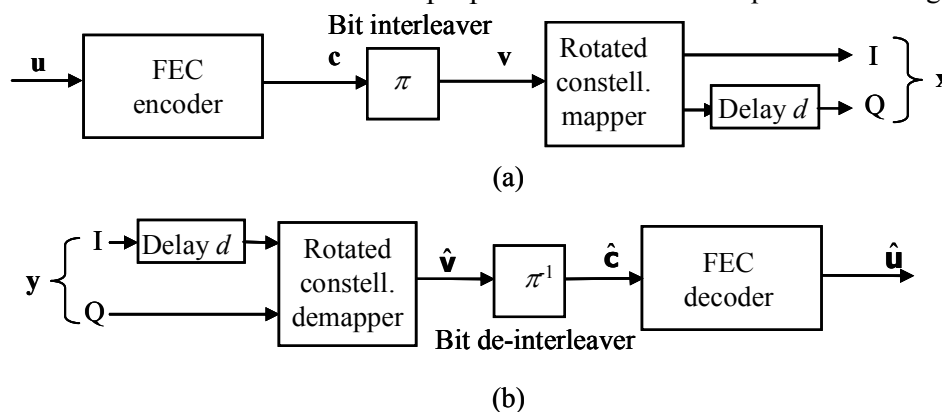 Bit interleaver
u
FEC encoder
c
π
v
Rotated constell. mapper
I
Delay d
Q
x
(a)
y
I
Delay d
Q
Rotated constell. demapper
v̂
π-1
Bit de-interleaver
ĉ
FEC decoder
û
(b)